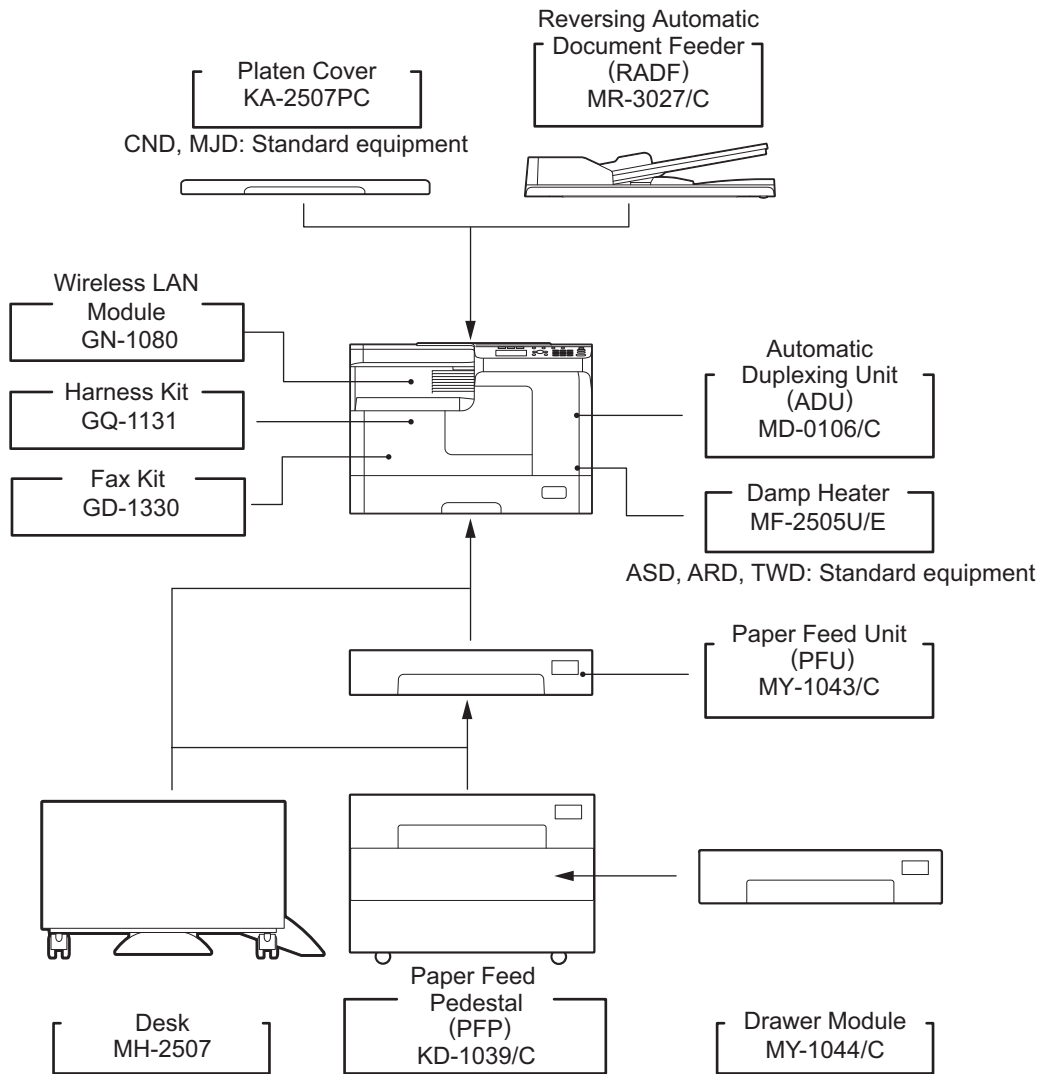 Reversing Automatic
Document Feeder
(RADF)
MR-3027/C
Platen Cover
KA-2507PC
CND, MJD: Standard equipment
Wireless LAN
Module
GN-1080
Harness Kit
GQ-1131
Fax Kit
GD-1330
Automatic
Duplexing Unit
(ADU)
MD-0106/C
Damp Heater
MF-2505U/E
ASD, ARD, TWD: Standard equipment
Paper Feed Unit
(PFU)
MY-1043/C
Desk
MH-2507
Paper Feed
Pedestal
(PFP)
KD-1039/C
Drawer Module
MY-1044/C